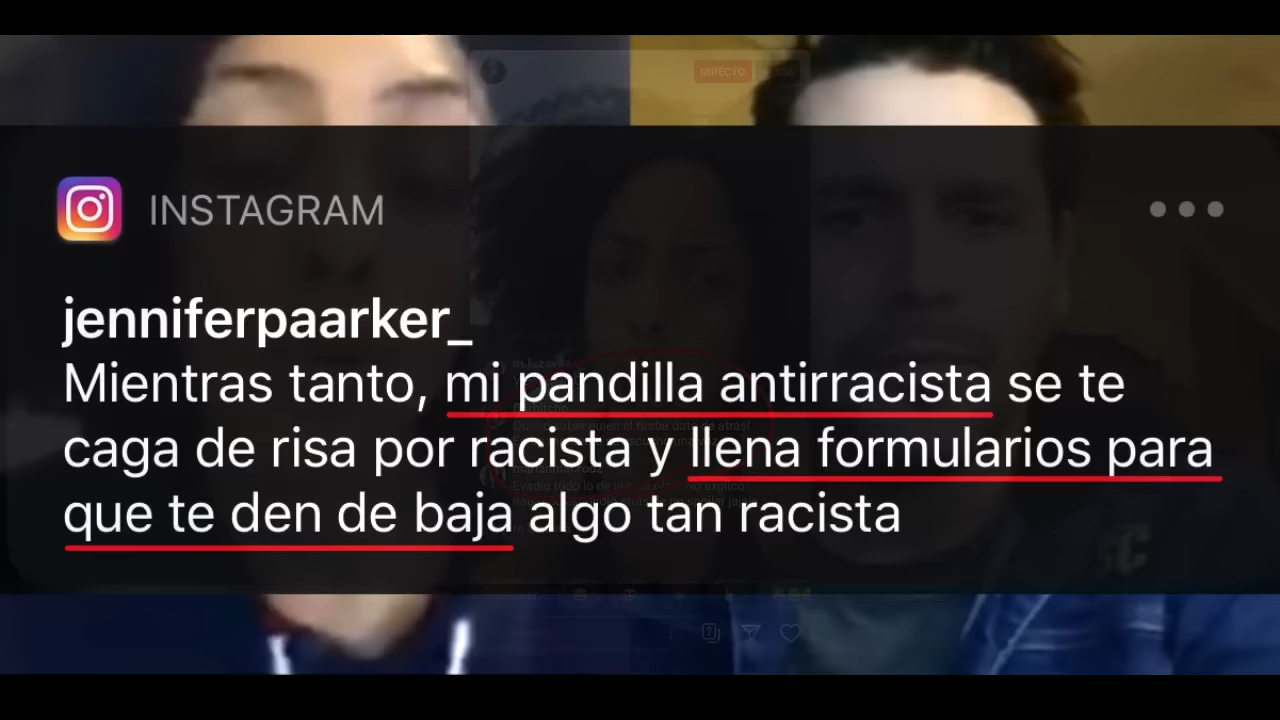 DIRECTO
INSTAGRAM
jenniferpaarker_
Mientras tanto, mi pandilla antirracista se te
caga de risa por racista y llena formularios para
que te den de baja algo tan racista